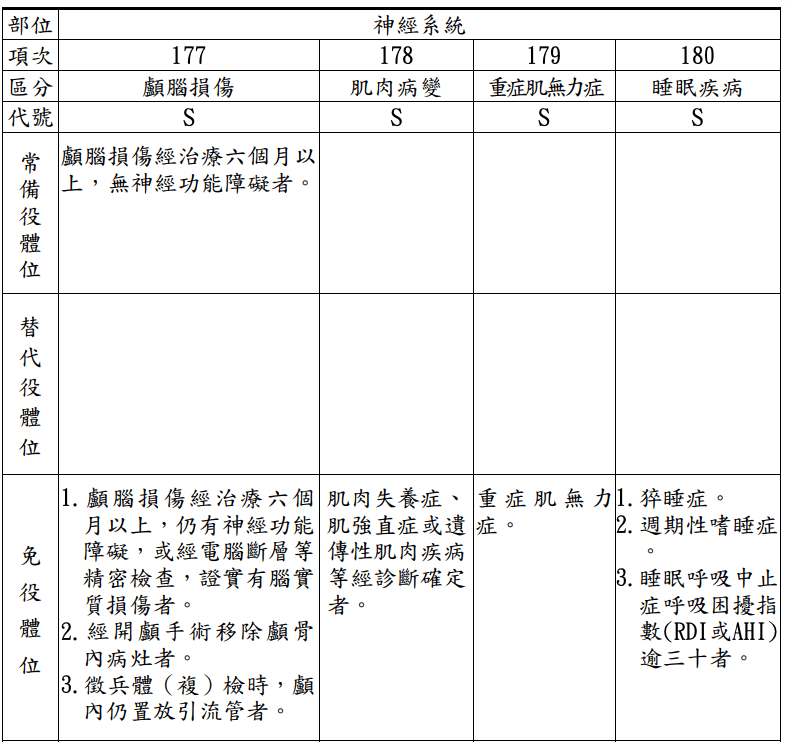 部位 神經系統
項次 177 178 179 180
區分 顱腦損傷 肌肉病變 重症肌無力症 睡眠疾病
代號 S S S S
常備役體位
顱腦損傷經治療六個月以
上，無神經功能障礙者。
替代役體位
免役體位
1. 顱腦損傷經治療六個
月以上，仍有神經功能
障礙，或經電腦斷層等
精密檢查，證實有腦實
質損傷者。
2. 經開顱手術移除顱骨
內病灶者。
3. 徵兵體（複）檢時，顱
內仍置放引流管者。
肌肉失養症、
肌強直症或遺
傳性肌肉疾病
等經診斷確定
者。
重症肌無力
症。
1. 猝睡症。
2. 週期性嗜睡症
。
3. 睡眠呼吸中止
症呼吸困擾指
數(RDI或AHI)
逾三十者。